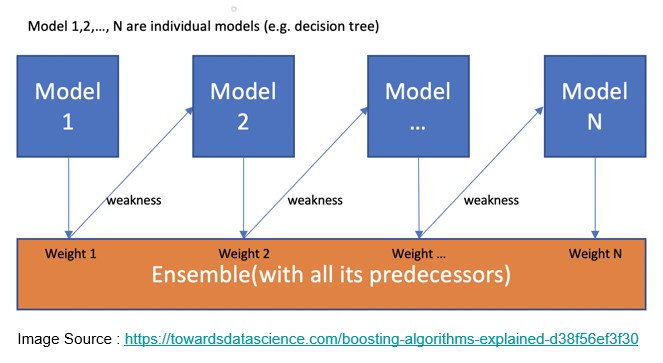 Model 1,2,..., N are individual models (e.g. decision tree)
Model
1
Model
2
Model
...
Model
N
weakness
weakness
weakness
Weight 1
Weight 2
Weight ...
Weight N
Ensemble(with all its predecessors)
Image Source : https://towardsdatascience.com/boosting-algorithms-explained-d38f56ef3f30